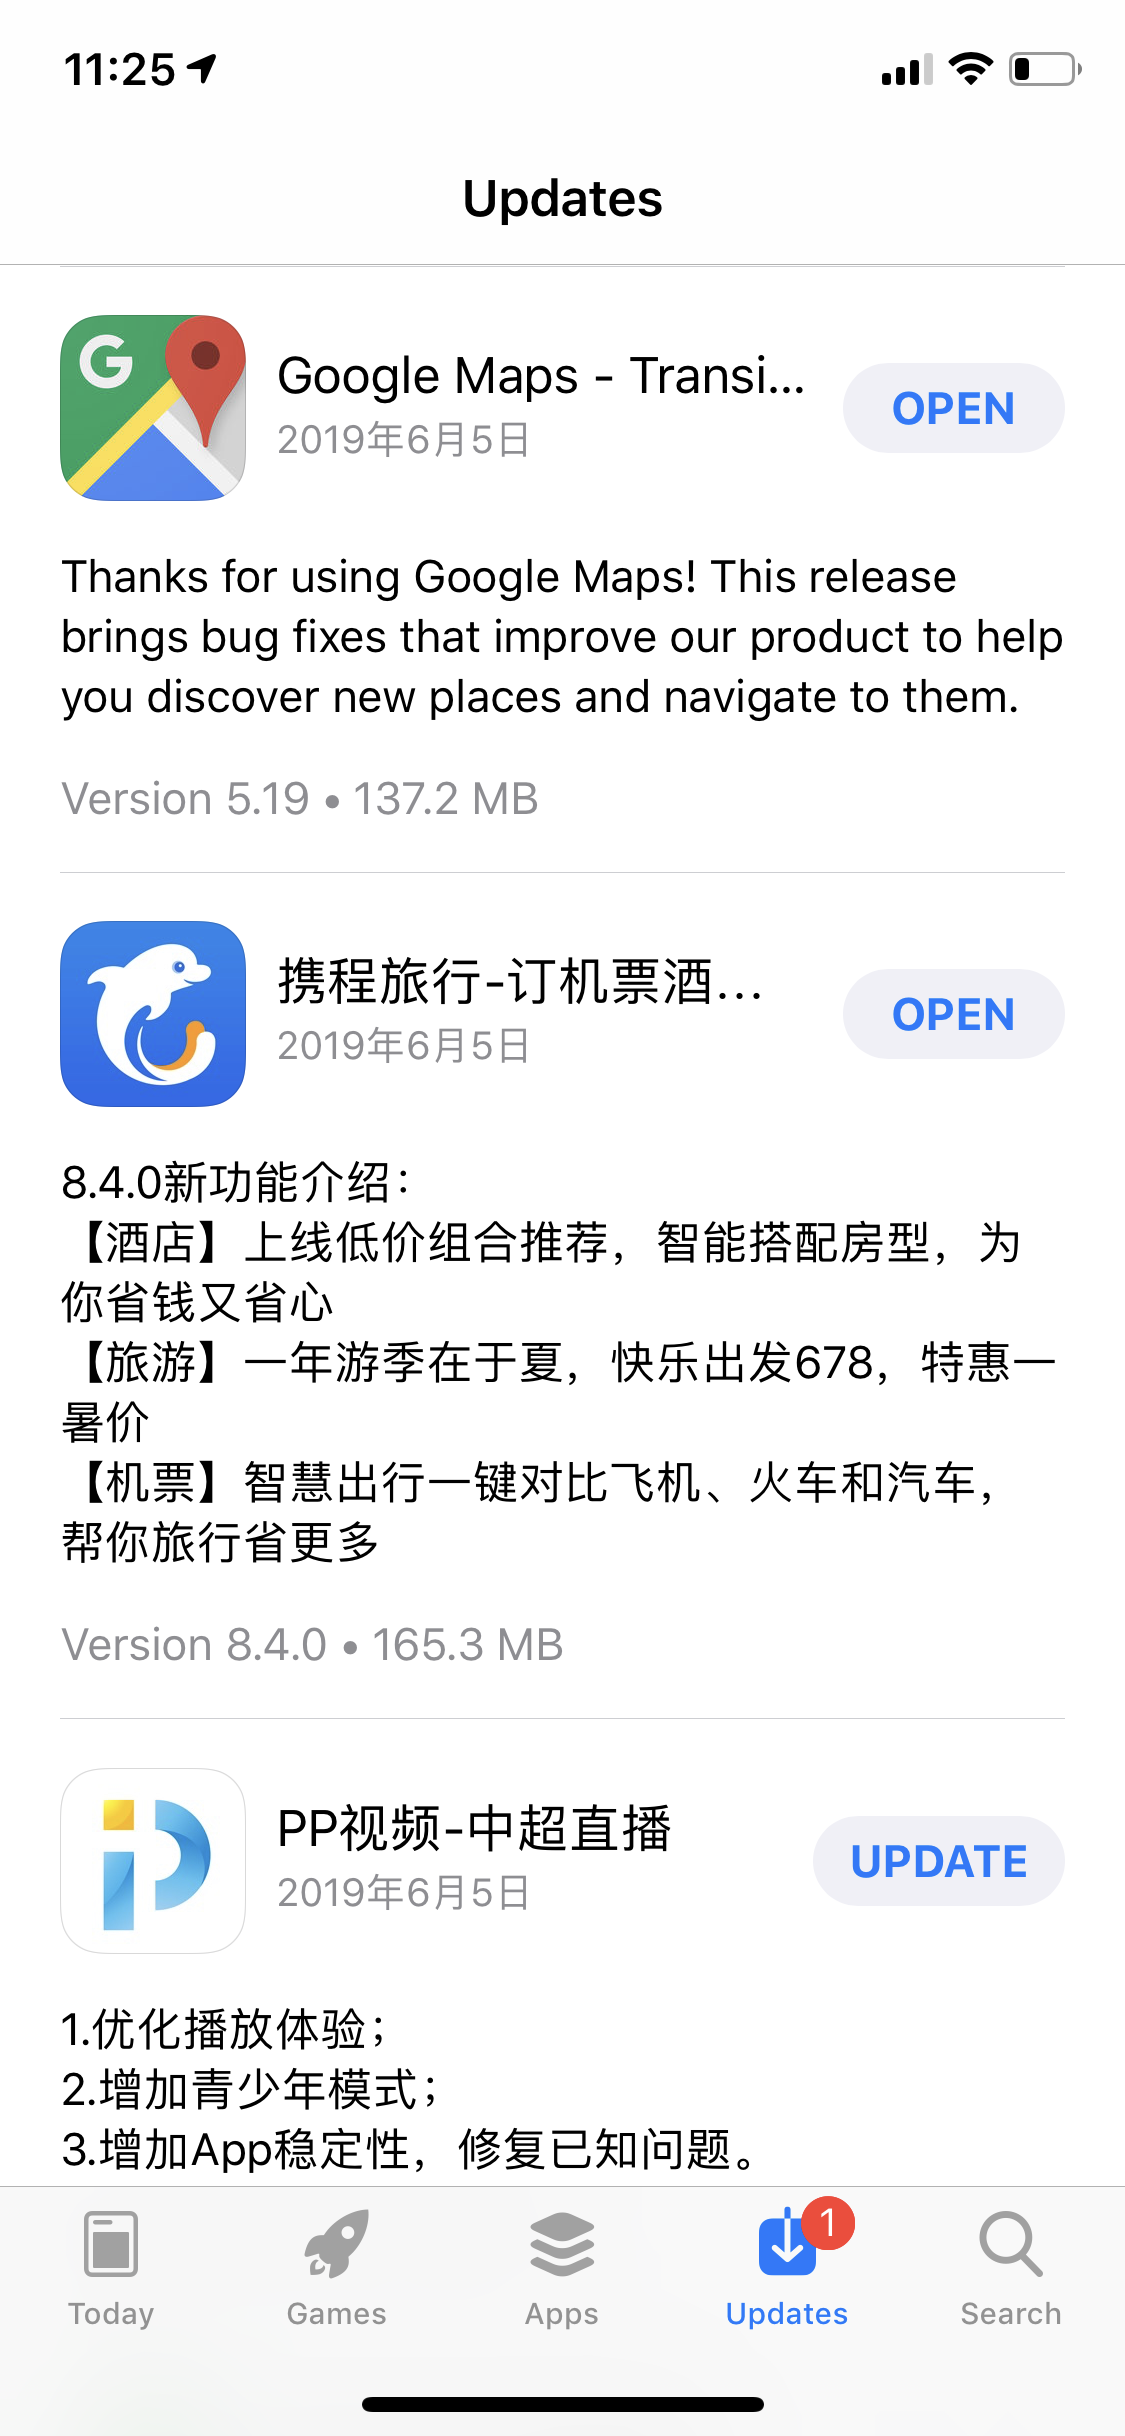 11:25
Updates
G
Google Maps - Transi...
2019年6月5日
OPEN
Thanks for using Google Maps! This release
brings bug fixes that improve our product to help
you discover new places and navigate to them.
Version 5.19 • 137.2 MB
携程旅行-订机票酒...
2019年6月5日
OPEN
8.4.0新功能介绍：
【酒店】上线低价组合推荐，智能搭配房型，为
你省钱又省心
【旅游】一年游季在于夏，快乐出发678，特惠一
暑价
【机票】智慧出行一键对比飞机、火车和汽车，
帮你旅行省更多
Version 8.4.0 • 165.3 MB
PP视频-中超直播
2019年6月5日
UPDATE
1.优化播放体验；
2.增加青少年模式；
3.增加App稳定性，修复已知问题。
1
Today
Games
Apps
Updates
Search